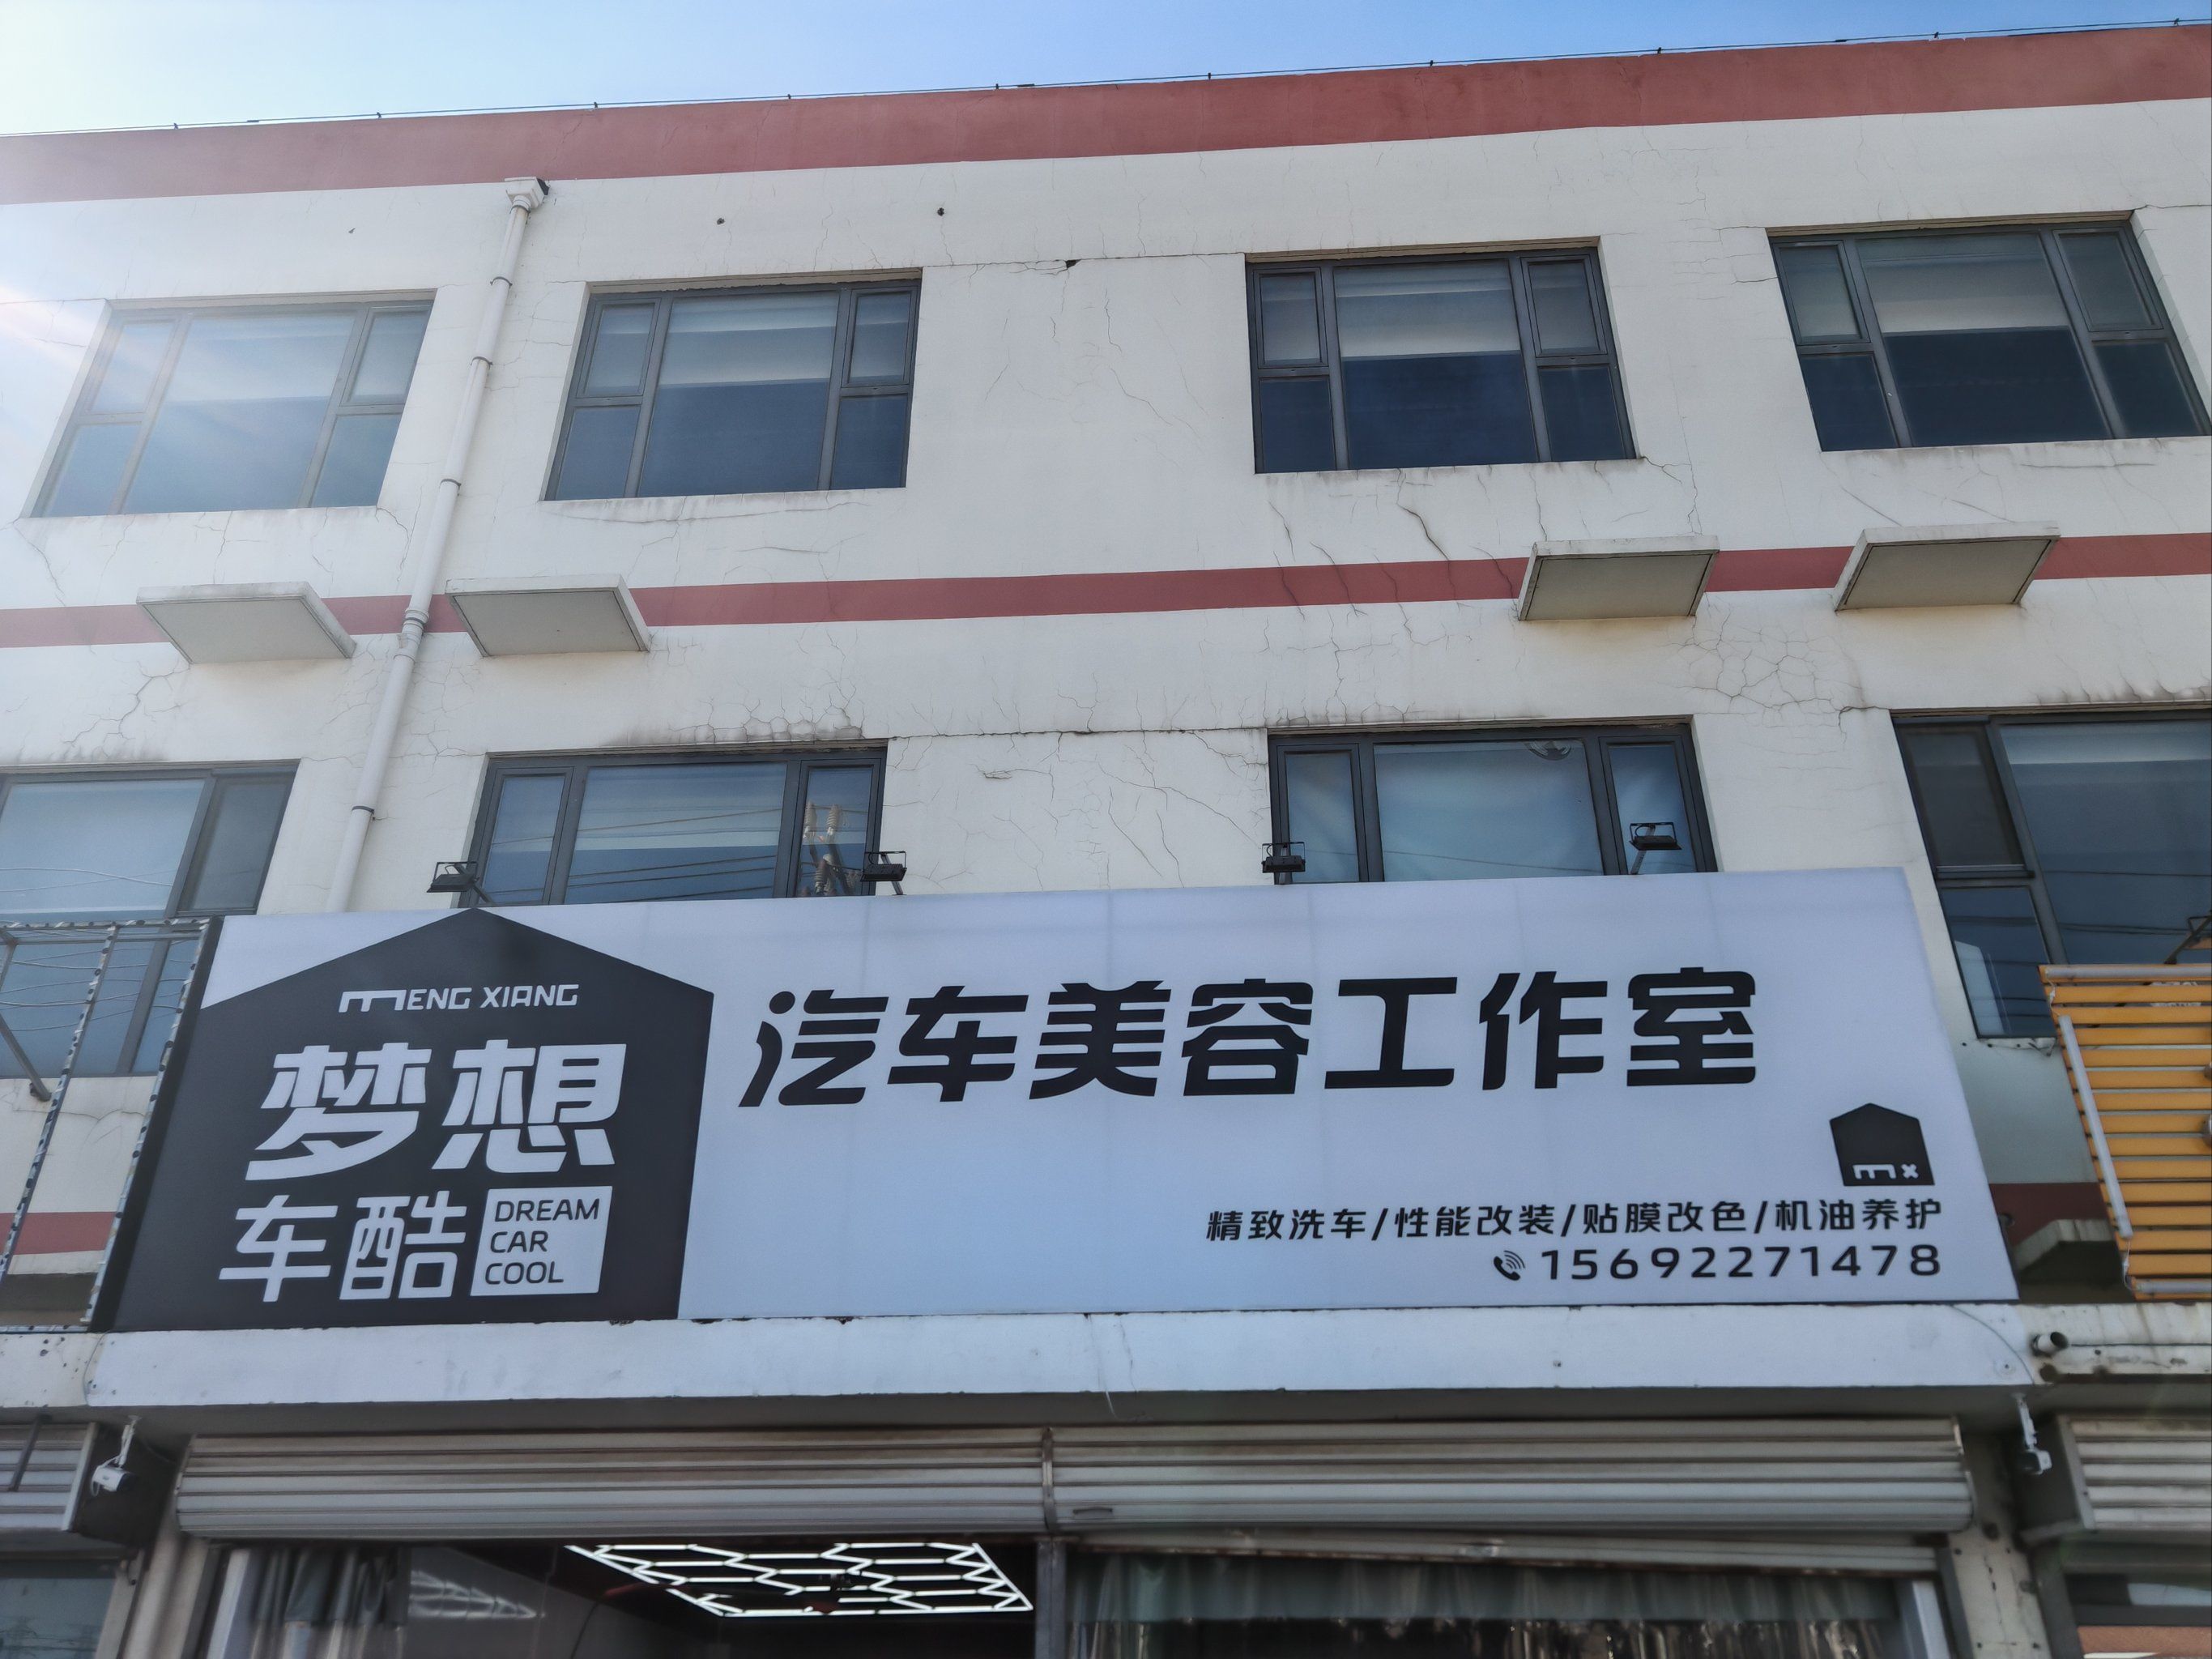 MENG XIANG
梦想
车酷
DREAM
CAR
COOL
汽车美容工作室
mx
精致洗车/性能改装/贴膜改色/机油养护
15692271478